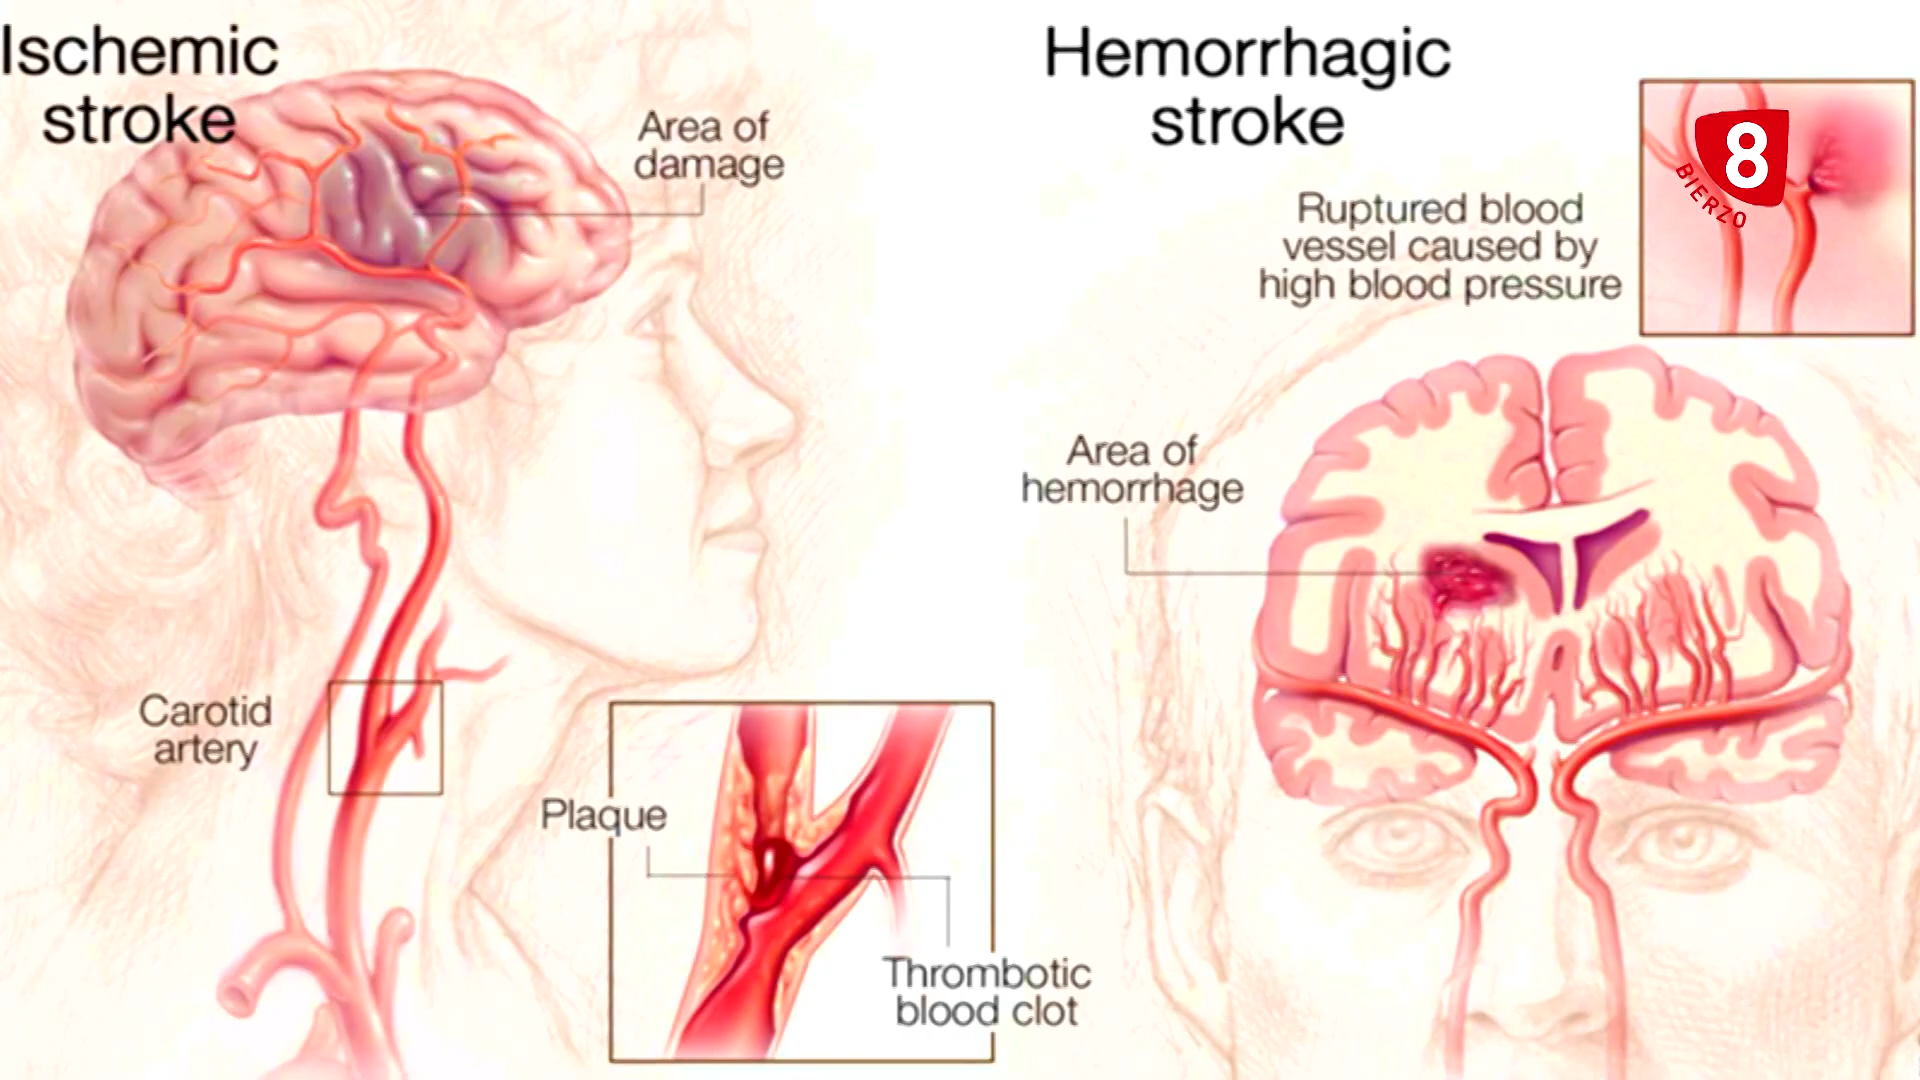 Ischemic
stroke
Area of
damage
Carotid
artery
Plaque
Thrombotic
blood clot
Hemorrhagic
stroke
Ruptured blood
vessel caused by
high blood pressure
8
BIERZO
Area of
hemorrhage